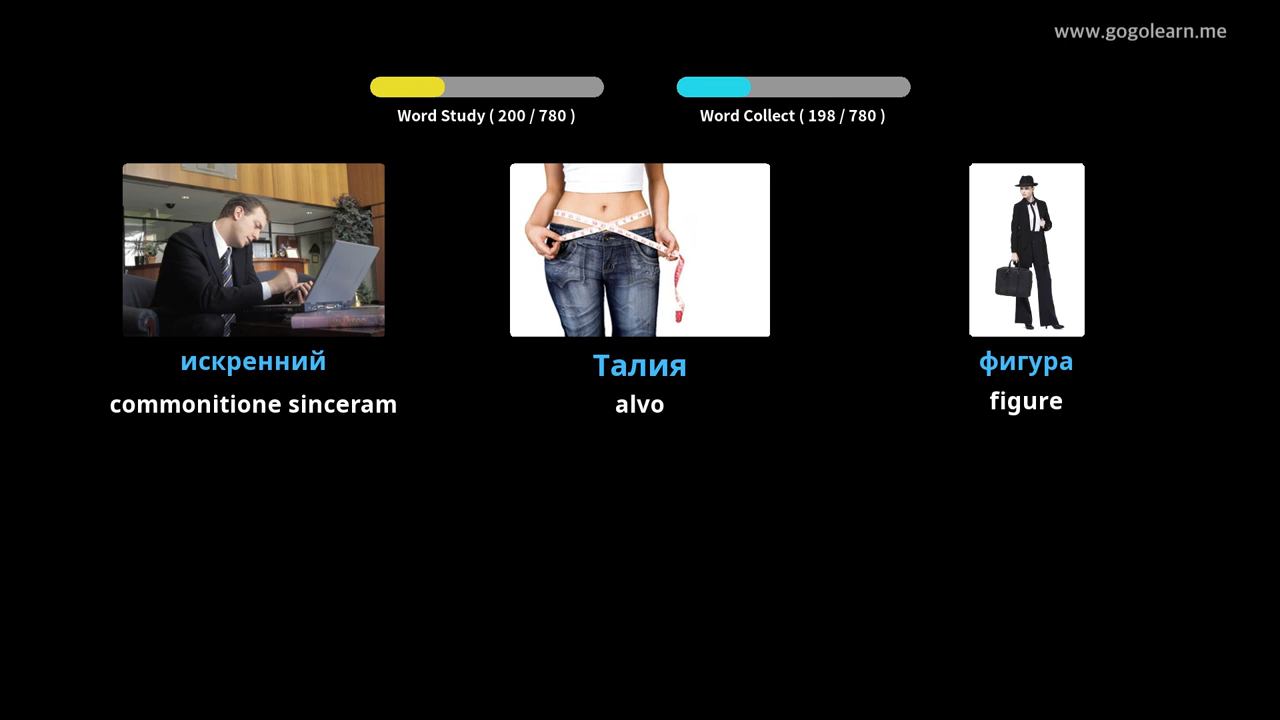 www.gogolearn.me
Word Study ( 200 / 780 )
Word Collect ( 198 / 780 )
искренний
commonitione sinceram
Талия
alvo
фигура
figure